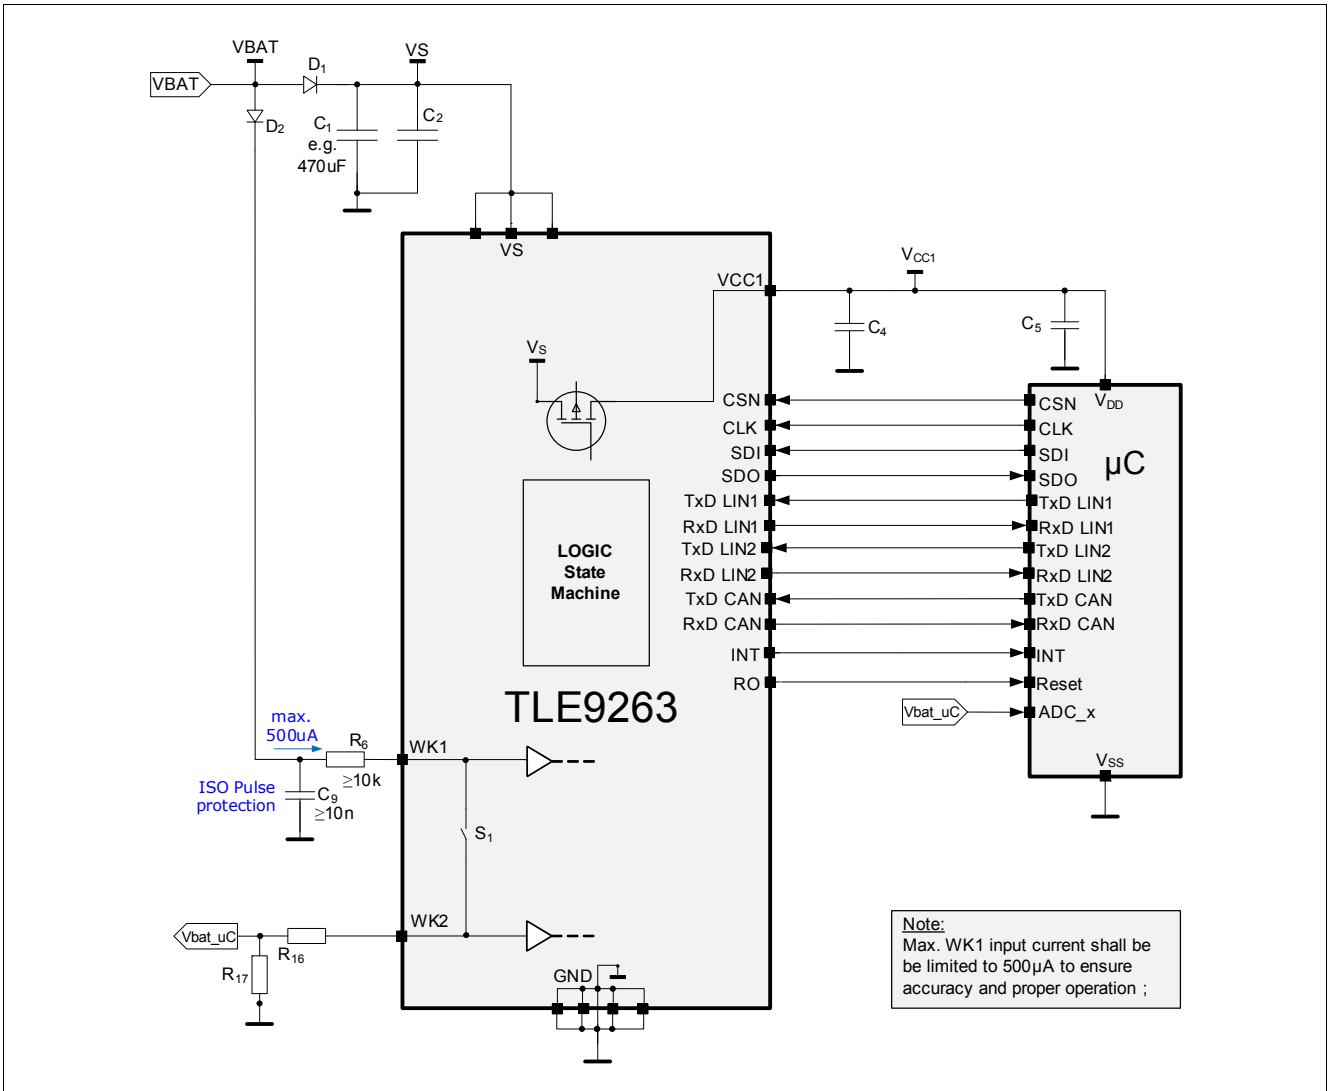 VBAT
VBAT
D1
VS
D2
C1
e.g.
470uF
C2
VS
VCC1
VCC1
C4
C5
VS
VDD
µC
CSN
CLK
SDI
SDO
TxD LIN1
RxD LIN1
TxD LIN2
RxD LIN2
TxD CAN
RxD CAN
INT
RO
CSN
CLK
SDI
SDO
TxD LIN1
RxD LIN1
TxD LIN2
RxD LIN2
TxD CAN
RxD CAN
INT
Reset
ADC_x
Vbat_uC
VSS
LOGIC
State
Machine
TLE9263
max.
500uA
R6
≥10k
WK1
ISO Pulse
protection
C9
≥10n
S1
WK2
Vbat_uC
R16
R17
GND
Note:
Max. WK1 input current shall be
be limited to 500µA to ensure
accuracy and proper operation ;